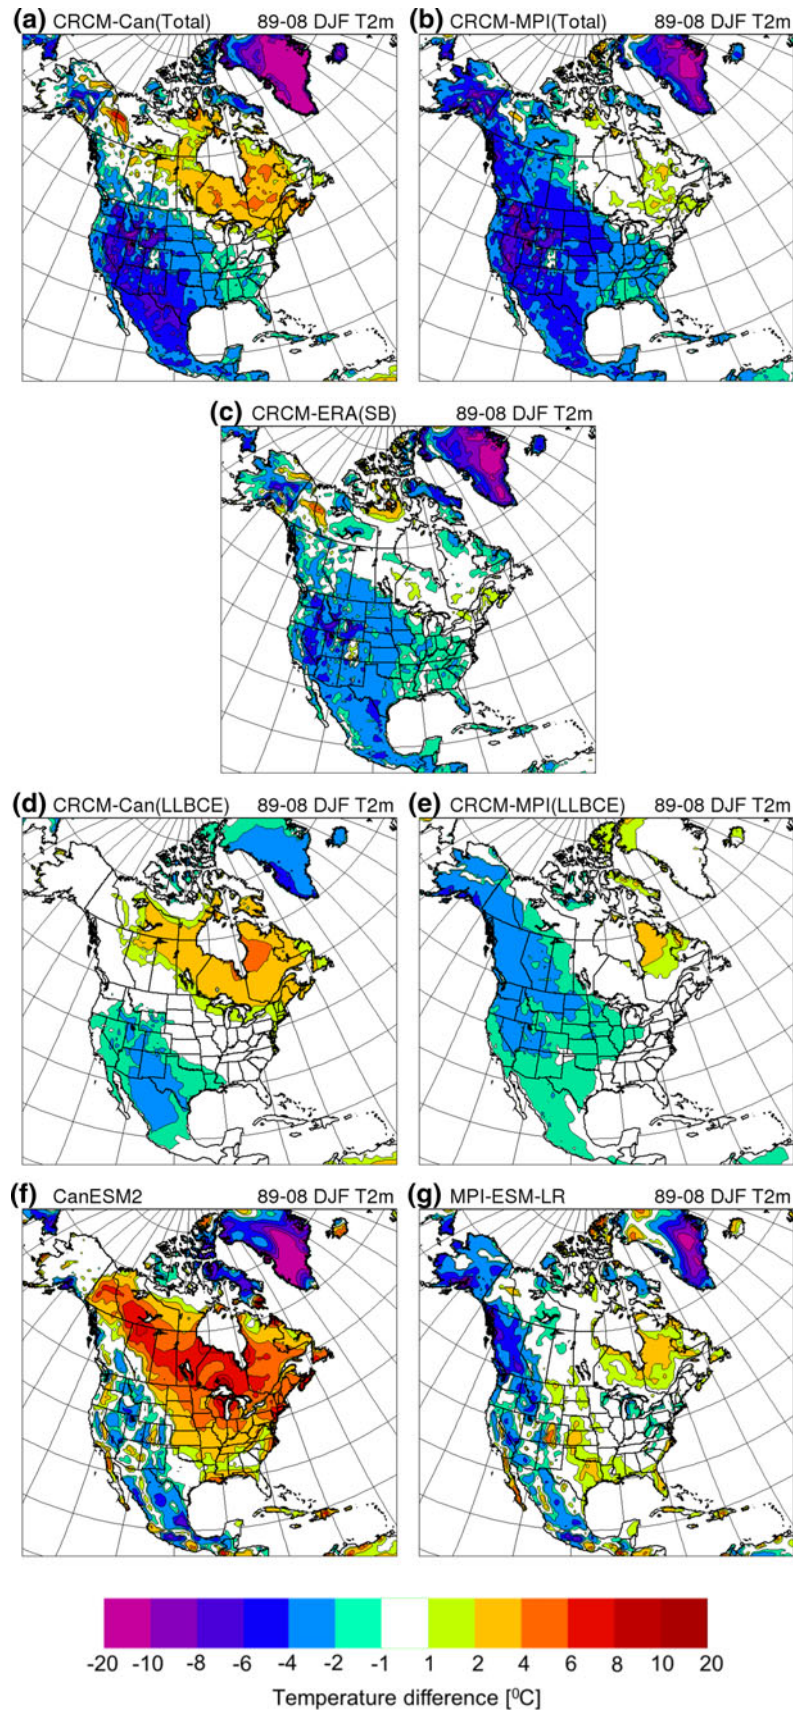 (a) CRCM-Can(Total) 89-08 DJF T2m
(b) CRCM-MPI(Total) 89-08 DJF T2m
(c) CRCM-ERA(SB) 89-08 DJF T2m
(d) CRCM-Can(LLBCE) 89-08 DJF T2m
(e) CRCM-MPI(LLBCE) 89-08 DJF T2m
(f) CanESM2 89-08 DJF T2m
(g) MPI-ESM-LR 89-08 DJF T2m
-20 -10 -8 -6 -4 -2 -1 1 2 4 6 8 10 20
Temperature difference [⁰C]